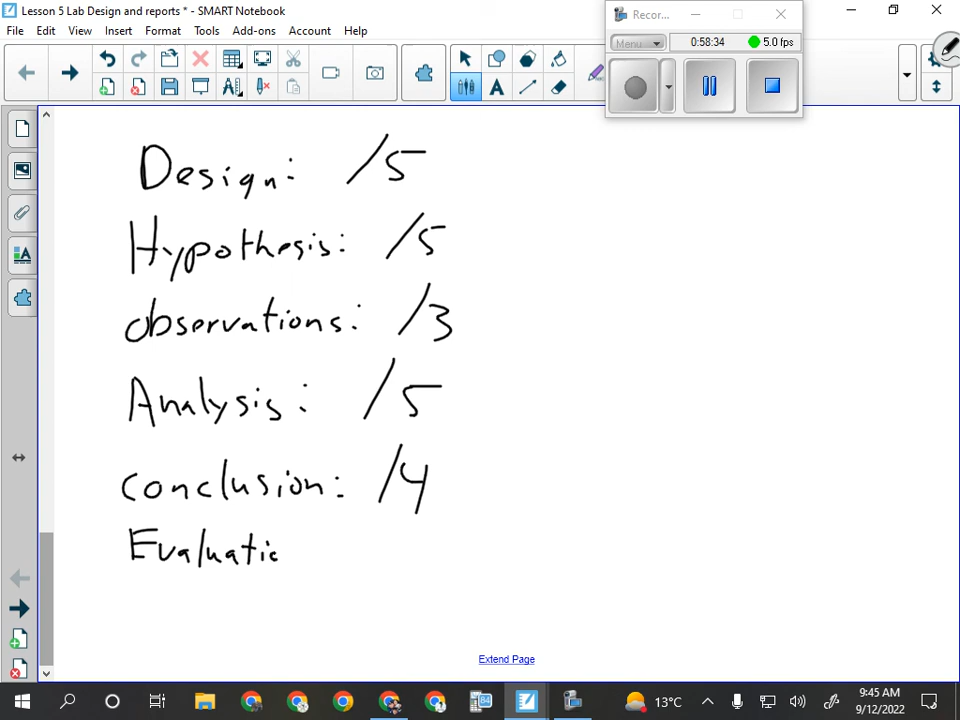 Lesson 5 Lab Design and reports * - SMART Notebook
Recor...
File Edit View Insert Format Tools Add-ons Account Help
Menu
0:58:34
5.0 fps
Design: /5
Hypothesis: /5
observations: /3
Analysis: /5
conclusion: /4
Evaluatic
Extend Page
13°C
9:45 AM
9/12/2022